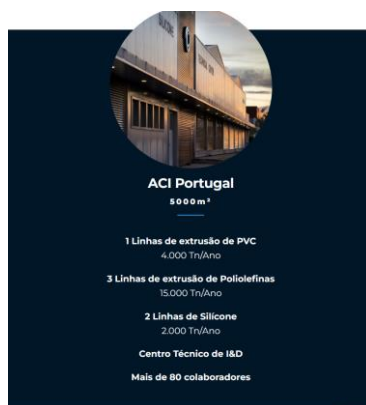 ACI Portugal
5000m²
1 Linhas de extrusão de PVC
4.000 Tn/Ano
3 Linhas de extrusão de Poliolefinas
15.000 Tn/Ano
2 Linhas de Silícone
2.000 Tn/Ano
Centro Técnico de I&D
Mais de 80 colaboradores